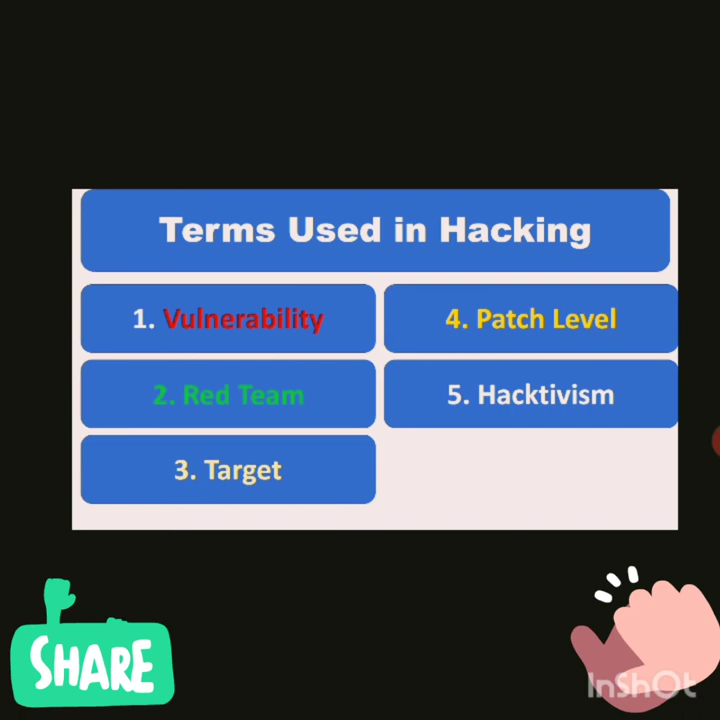 Terms Used in Hacking
1. Vulnerability
2. Red Team
3. Target
4. Patch Level
5. Hacktivism
SHARE
InShOt